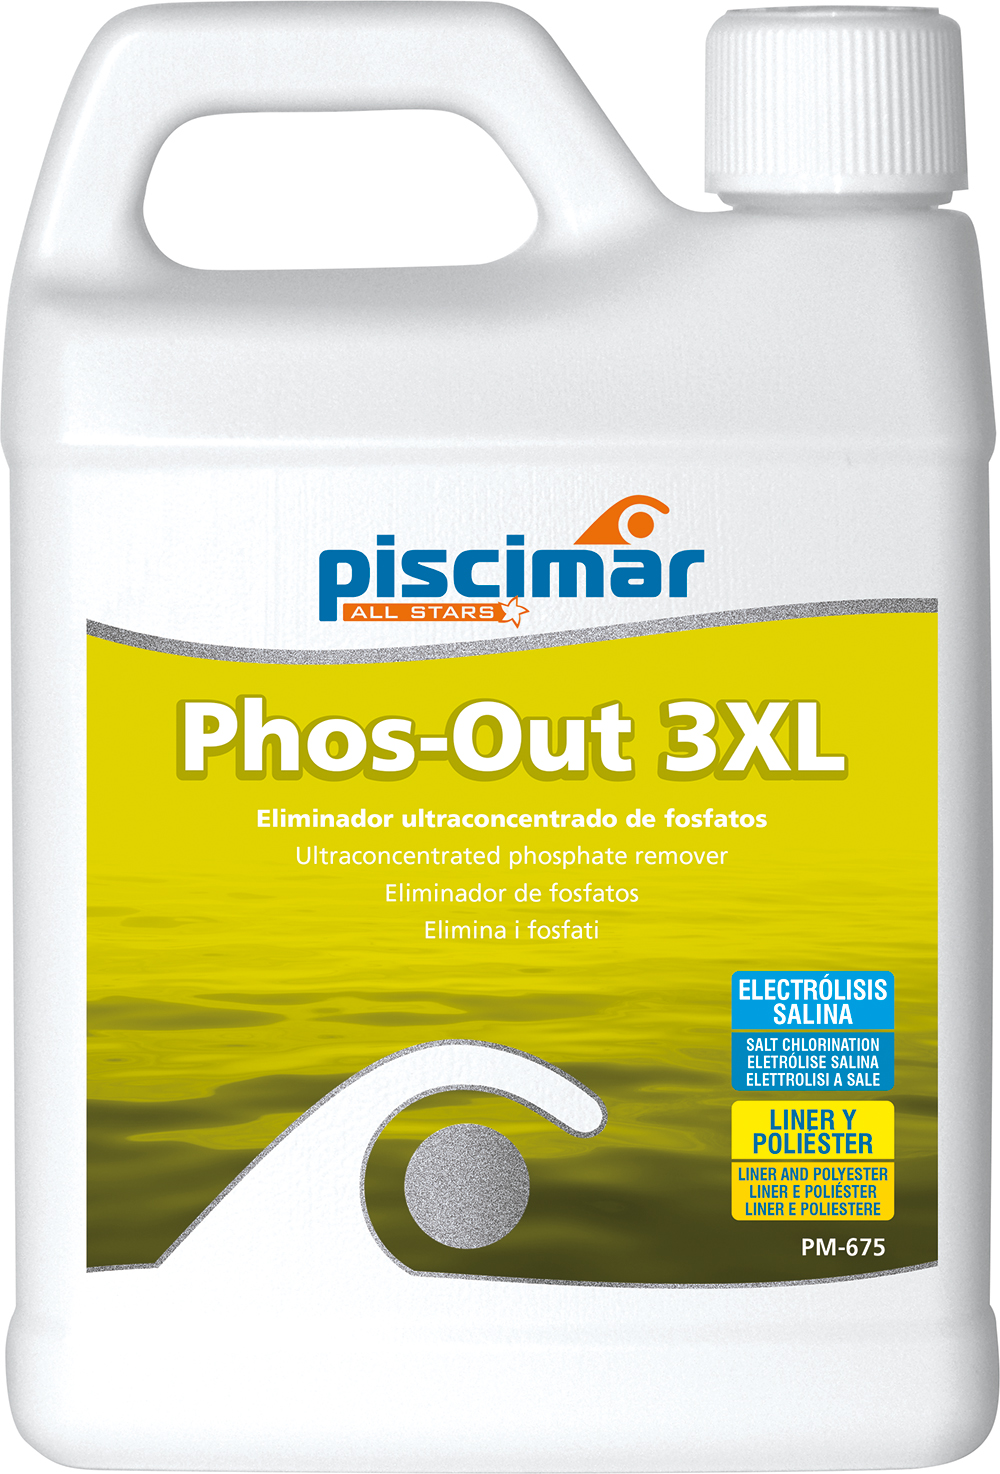 piscimar
ALL STARS
Phos-Out 3XL
Eliminador ultraconcentrado de fosfatos
Ultraconcentrated phosphate remover
Eliminador de fosfatos
Elimina i fosfati
ELECTRÓLISIS
SALINA
SALT CHLORINATION
ELETRÓLISE SALINA
ELETTROLISI A SALE
LINER Y
POLIESTER
LINER AND POLYESTER
LINER E POLIÉSTER
LINER E POLIESTERE
PM-675